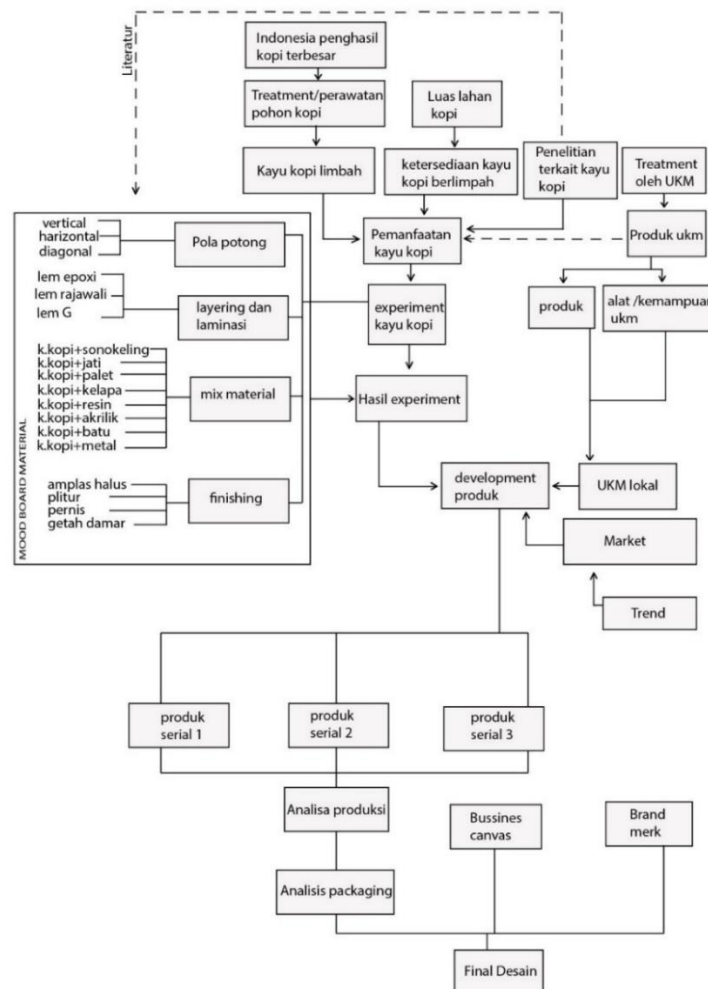 Literatur
Indonesia penghasil
kopi terbesar
Treatment/perawatan
pohon kopi
Luas lahan
kopi
Kayu kopi limbah
ketersediaan kayu
kopi berlimpah
Penelitian
terkait kayu
kopi
Treatment
oleh UKM
Pemanfaatan
kayu kopi
Produk ukm
experiment
kayu kopi
produk
alat /kemampuan
ukm
Hasil experiment
MOOD BOARD MATERIAL
vertical
harizontal
diagonal
Pola potong
lem epoxi
lem rajawali
lem G
layering dan
laminasi
k.kopi+sonokeling
k.kopi+jati
k.kopi+palet
k.kopi+kelapa
k.kopi+resin
k.kopi+akrilik
k.kopi+batu
k.kopi+metal
mix material
amplas halus
plitur
pernis
getah damar
finishing
development
produk
UKM lokal
Market
Trend
produk
serial 1
produk
serial 2
produk
serial 3
Analisa produksi
Bussines
canvas
Brand
merk
Analisis packaging
Final Desain